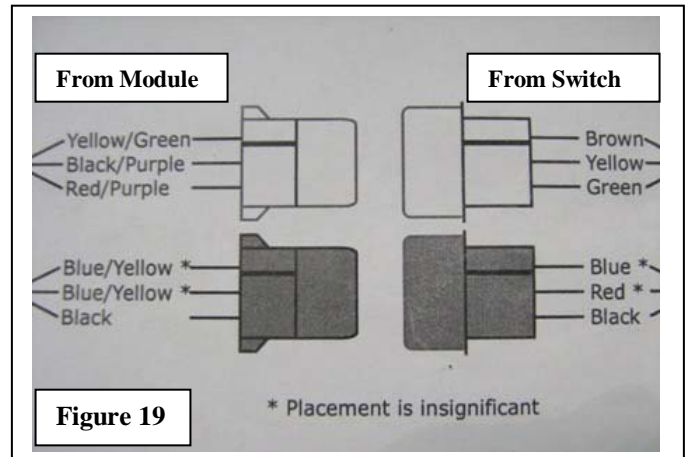 From Module
From Switch
Yellow/Green
Black/Purple
Red/Purple
Brown
Yellow
Green
Blue/Yellow *
Blue/Yellow *
Black
Blue *
Red *
Black
* Placement is insignificant
Figure 19